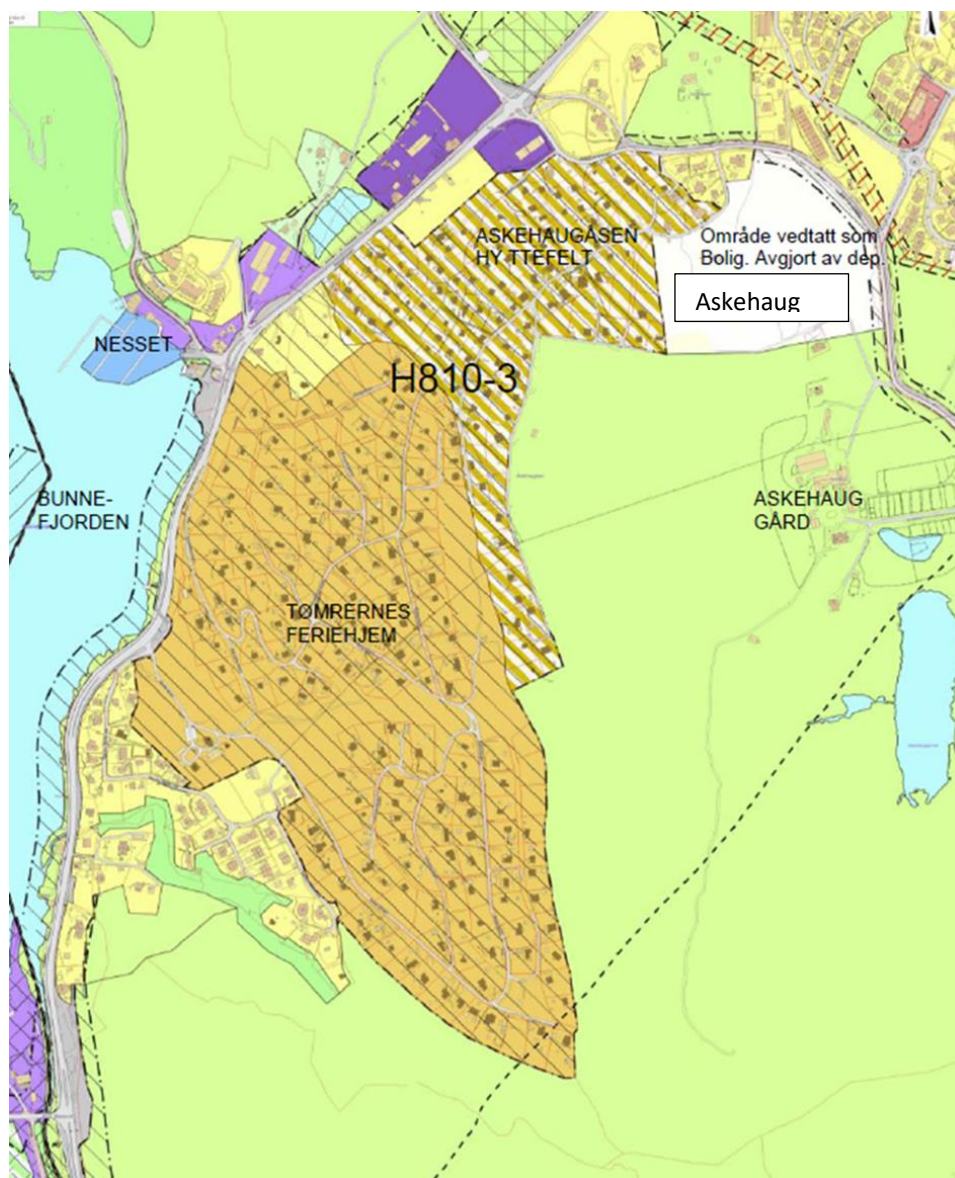 ASKEHAUGÅSEN
HY TTEFELT
Område vedtatt som
Bolig. Avgjort av dep.
Askehaug
NESSET
H810-3
BUNNE-
FJORDEN
ASKEHAUG
GÅRD
TØMRERNES
FERIEHJEM